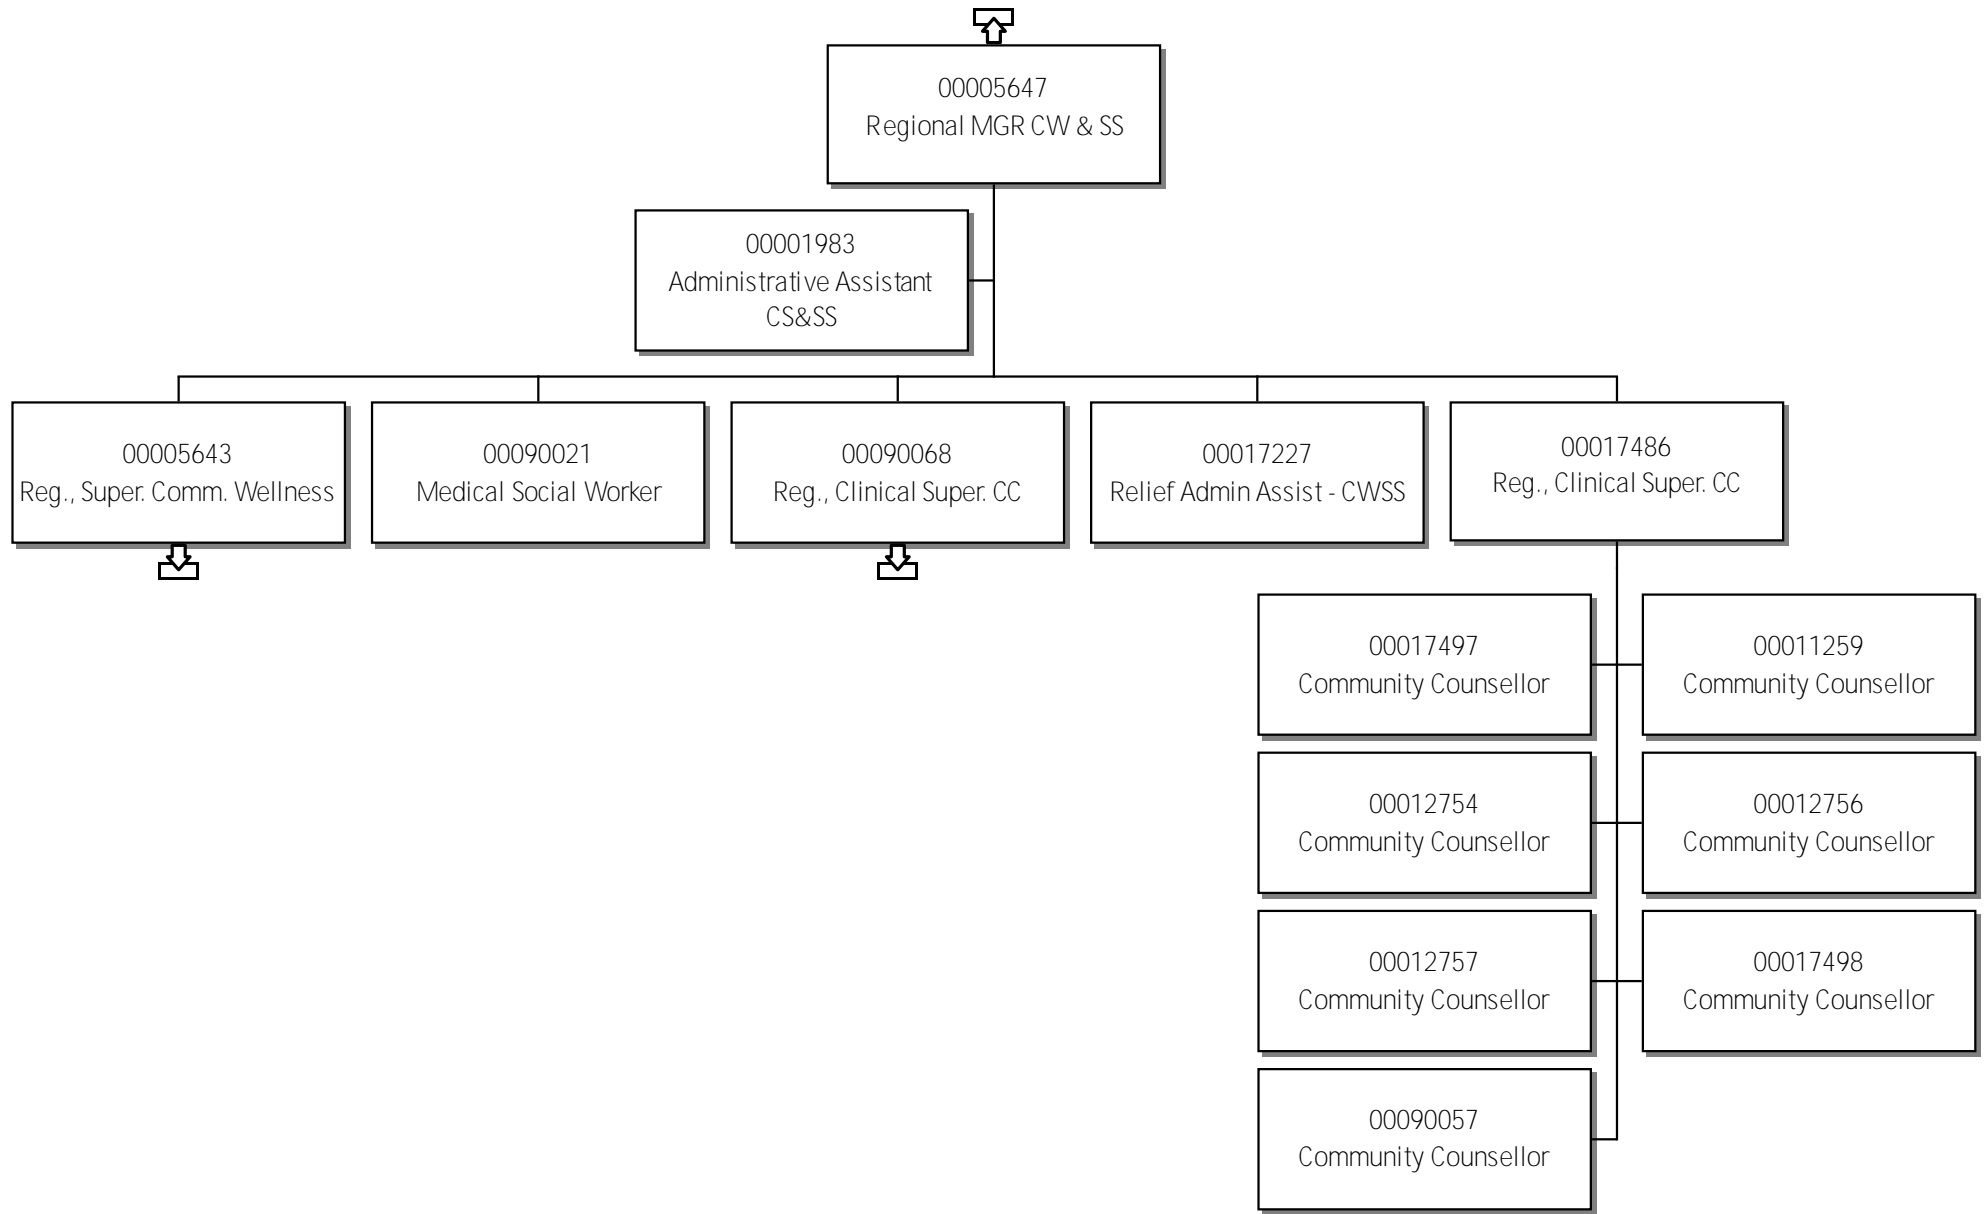 00005647
Regional MGR CW & SS
00001983
Administrative Assistant
CS&SS
00005643
Reg., Super. Comm. Wellness
00090021
Medical Social Worker
00090068
Reg., Clinical Super. CC
00017227
Relief Admin Assist - CWSS
00017486
Reg., Clinical Super. CC
00017497
Community Counsellor
00011259
Community Counsellor
00012754
Community Counsellor
00012756
Community Counsellor
00012757
Community Counsellor
00017498
Community Counsellor
00090057
Community Counsellor